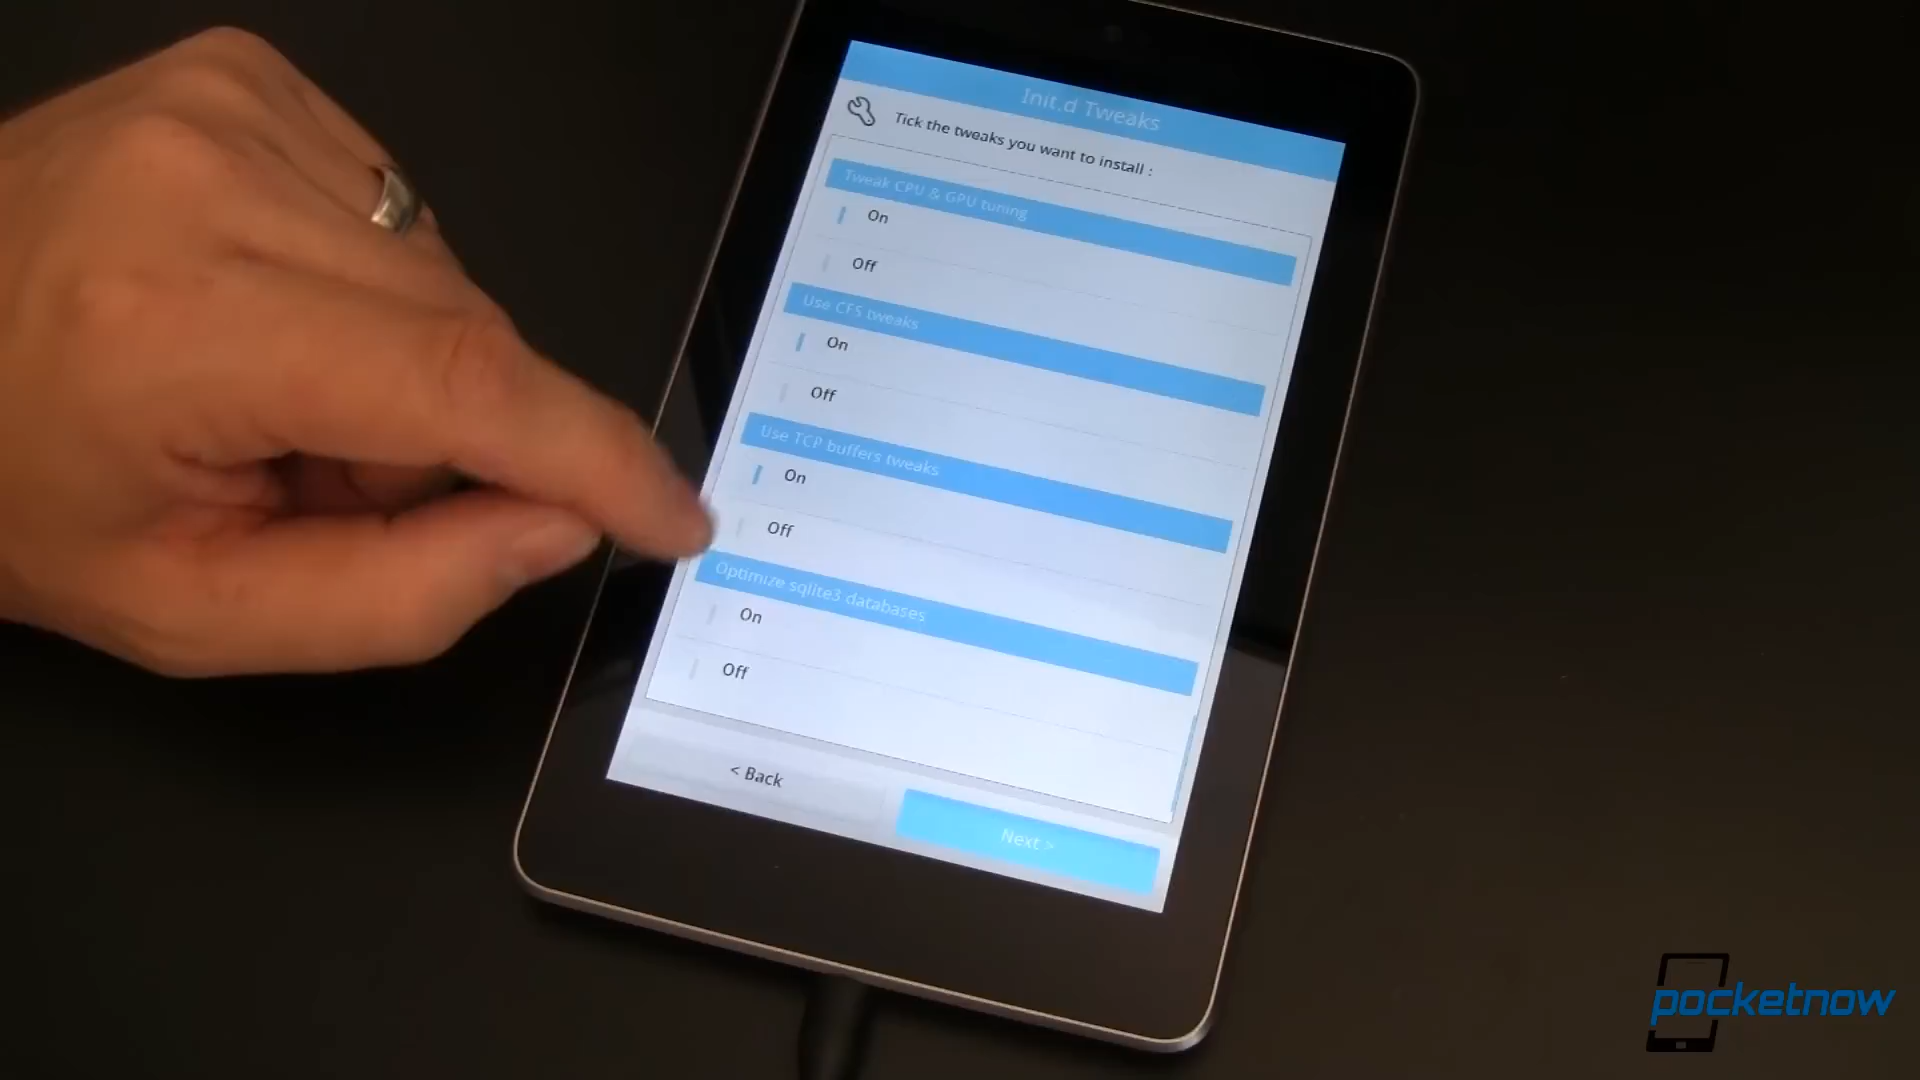 Init.d Tweaks
Tick the tweaks you want to install :
Tweak CPU & GPU tuning
On
Off
Use CFS tweaks
On
Off
Use TCP buffers tweaks
On
Off
Optimize sqlite3 databases
On
Off
< Back
Next >
pocketnow